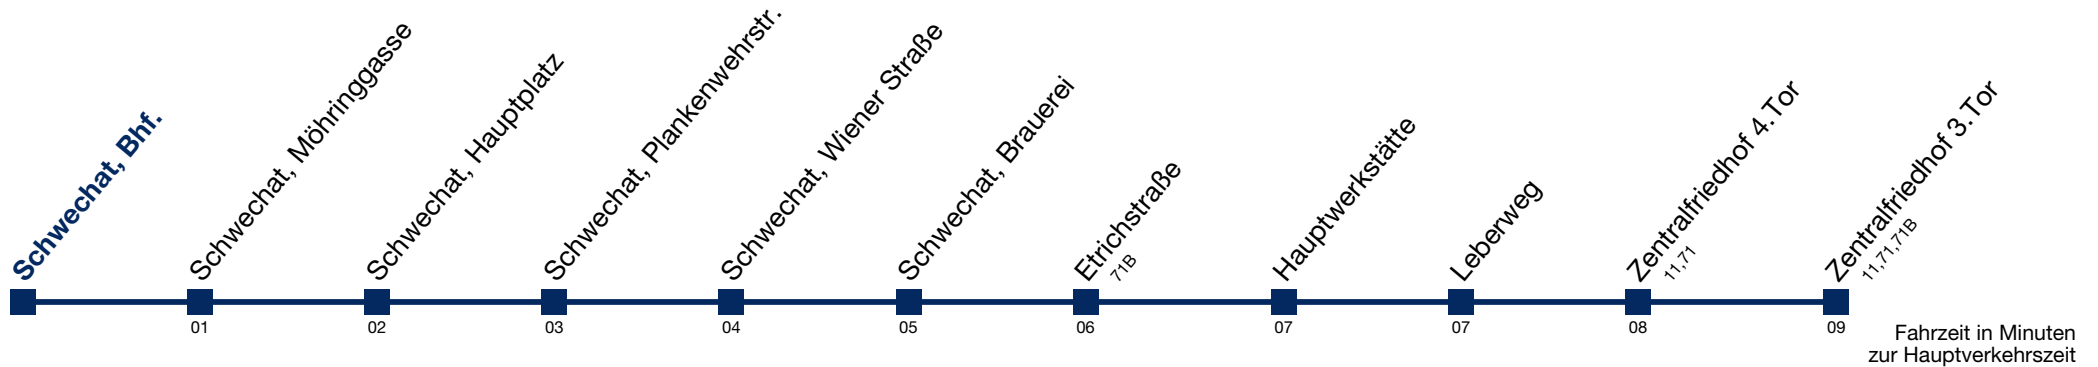 Schwechat, Bhf.
Schwechat, Möhringgasse
Schwechat, Hauptplatz
Schwechat, Plankenwehrstr.
Schwechat, Wiener Straße
Schwechat, Brauerei
Etrichstraße
71B
Hauptwerkstätte
Leberweg
Zentralfriedhof 4.Tor
11,71
Zentralfriedhof 3.Tor
11,71,71B
01
02
03
04
05
06
07
07
08
09
Fahrzeit in Minuten
zur Hauptverkehrszeit